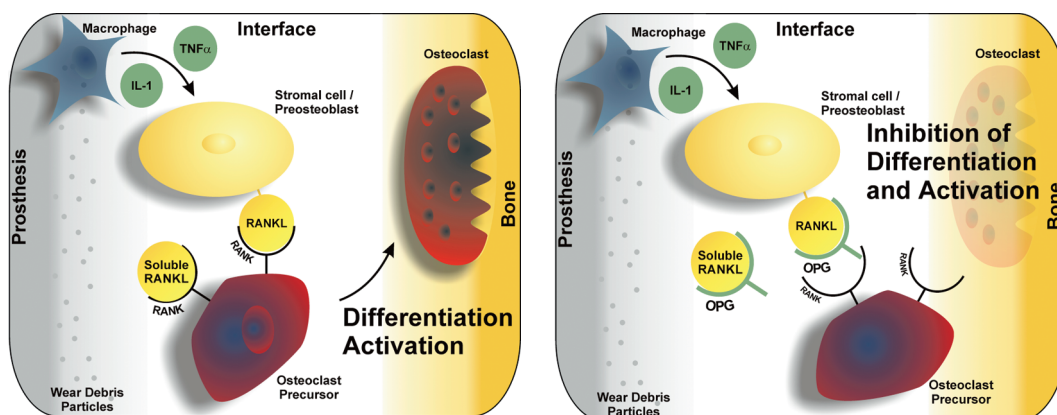 Macrophage
Interface
TNFα
IL-1
Osteoclast
Stromal cell /
Preosteoblast
Prosthesis
Bone
RANKL
RANK
Soluble
RANKL
RANK
Differentiation
Activation
Osteoclast
Precursor
Wear Debris
Particles
Macrophage
Interface
TNFα
IL-1
Osteoclast
Stromal cell /
Preosteoblast
Inhibition of
Differentiation
and Activation
Prosthesis
Bone
RANKL
OPG
Soluble
RANKL
OPG
RANK
RANK
Osteoclast
Precursor
Wear Debris
Particles